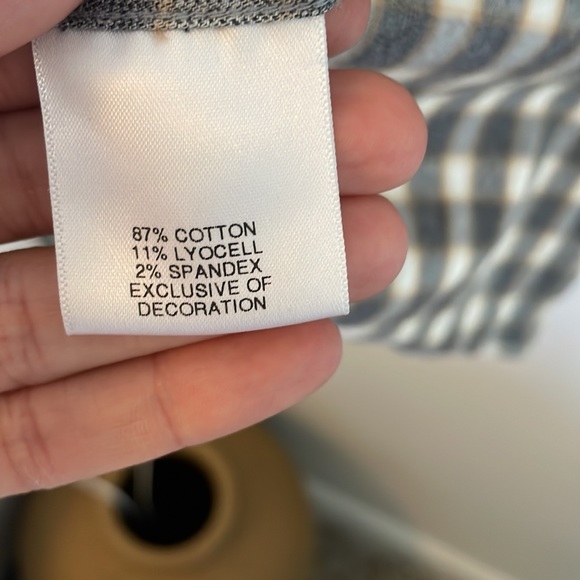 87% COTTON
11% LYOCELL
2% SPANDEX
EXCLUSIVE OF
DECORATION